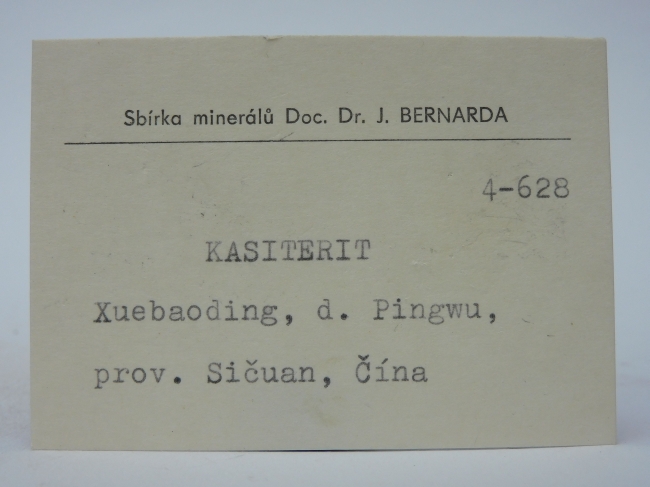 Sbírka minerálů Doc. Dr. J. BERNARDA
4-628
KASITERIT
Xuebaoding, d. Pingwu,
prov. Sičuan, Čína